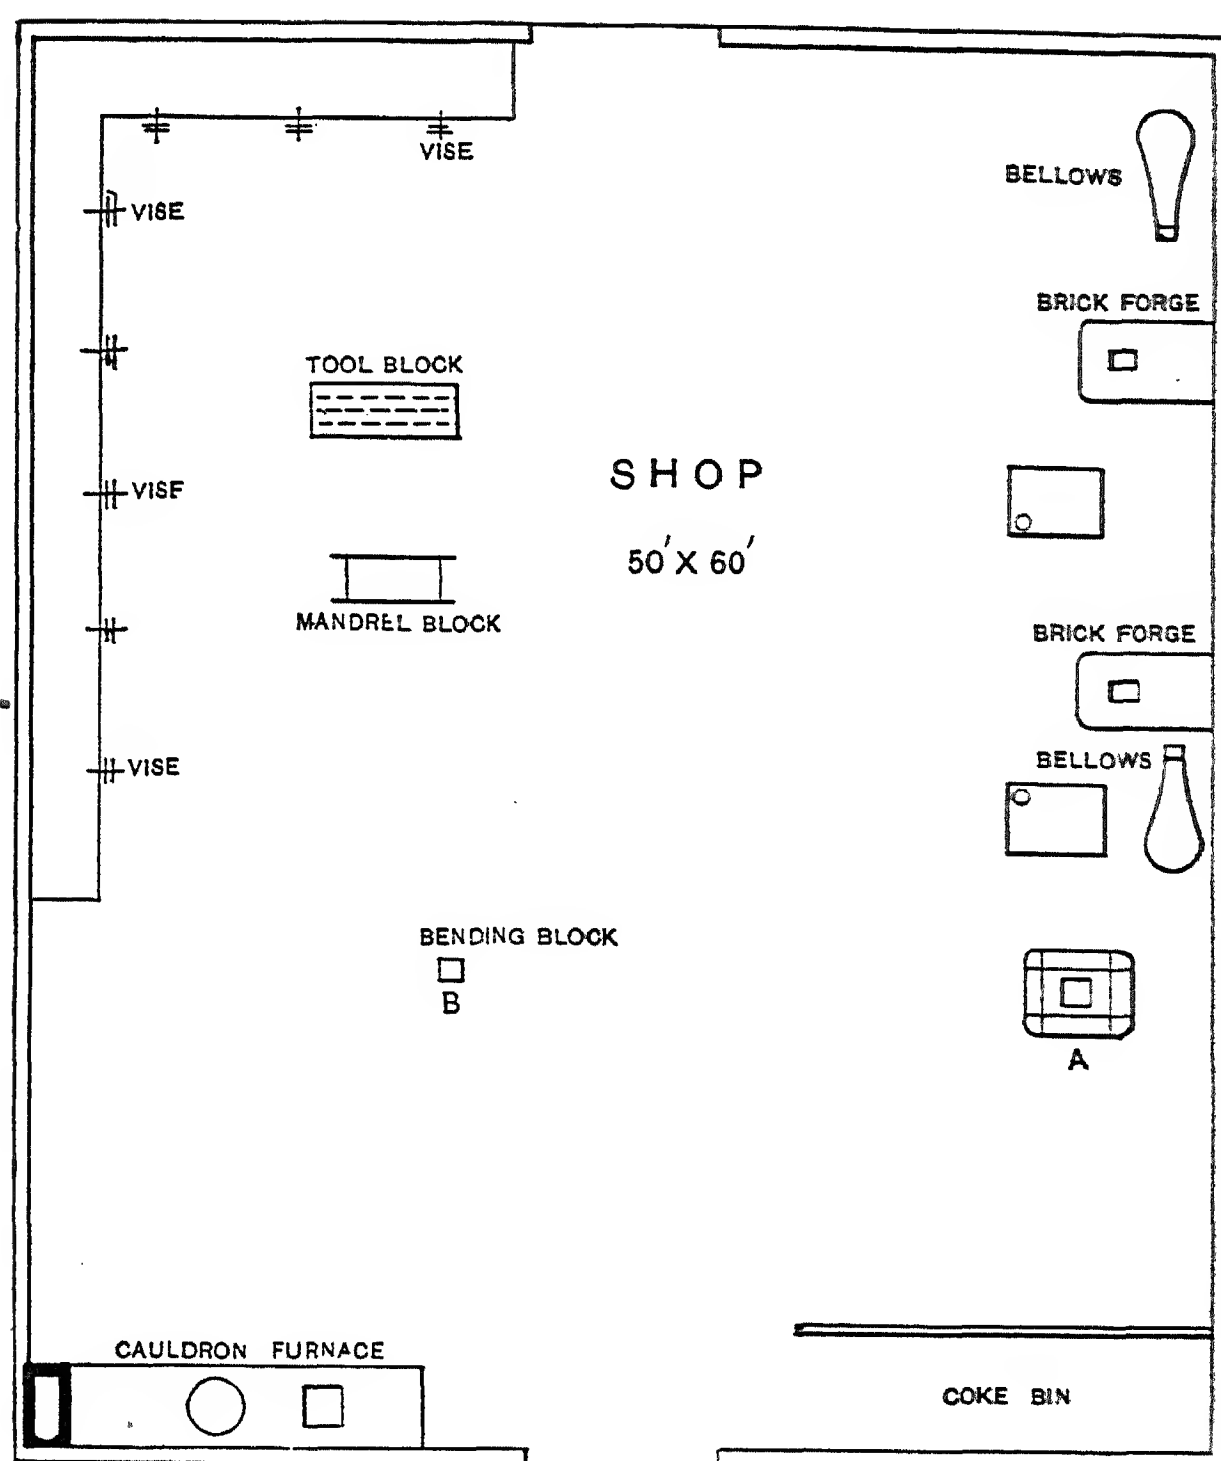 VISE
BELLOWS
VISE
BRICK FORGE
TOOL BLOCK
SHOP
VISE
50' X 60'
MANDREL BLOCK
BRICK FORGE
BELLOWS
VISE
BENDING BLOCK
B
A
CAULDRON FURNACE
COKE BIN